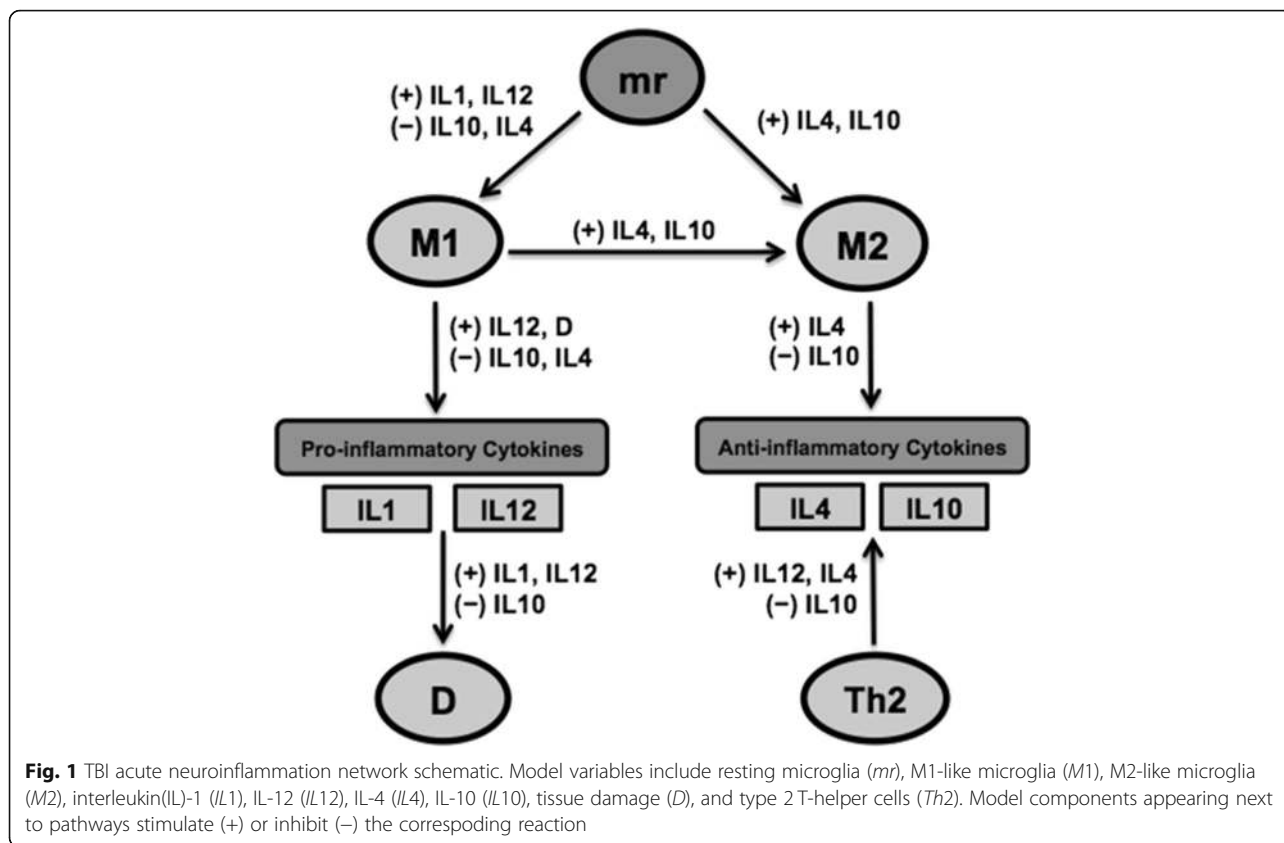 mr
(+) IL1, IL12
(−) IL10, IL4
(+) IL4, IL10
M1
(+) IL4, IL10
M2
(+) IL12, D
(−) IL10, IL4
(+) IL4
(−) IL10
Pro-inflammatory Cytokines
Anti-inflammatory Cytokines
IL1
IL12
IL4
IL10
(+) IL1, IL12
(−) IL10
(+) IL12, IL4
(−) IL10
D
Th2
Fig. 1 TBI acute neuroinflammation network schematic. Model variables include resting microglia (mr), M1-like microglia (M1), M2-like microglia
(M2), interleukin(IL)-1 (IL1), IL-12 (IL12), IL-4 (IL4), IL-10 (IL10), tissue damage (D), and type 2 T-helper cells (Th2). Model components appearing next
to pathways stimulate (+) or inhibit (−) the correspoding reaction